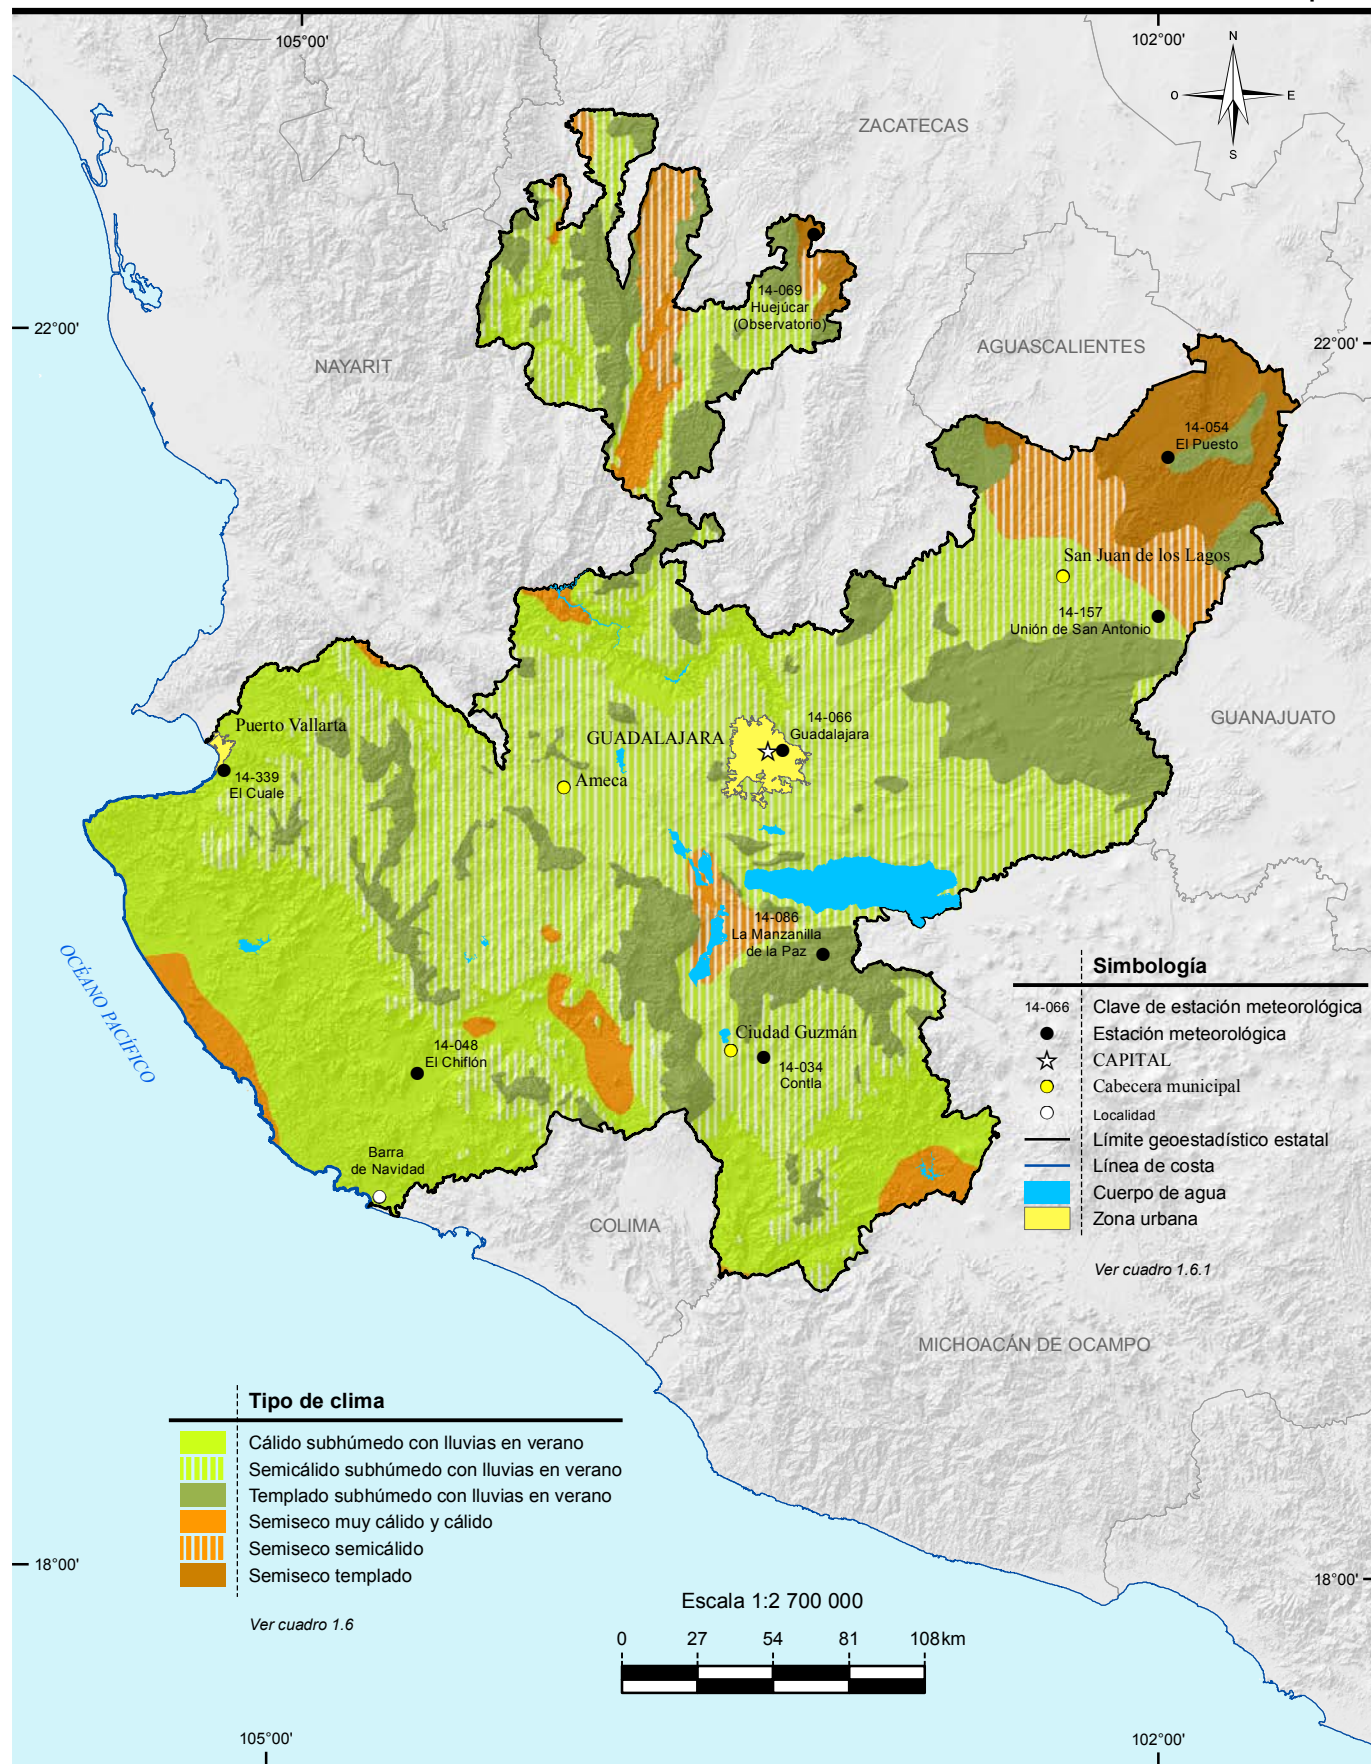 105°00'
102°00'
N
O
E
S
ZACATECAS
14-069
Huejúcar
(Observatorio)
22°00'
22°00'
AGUASCALIENTES
NAYARIT
14-054
El Puesto
San Juan de los Lagos
14-157
Unión de San Antonio
GUANAJUATO
Puerto Vallarta
14-066
Guadalajara
GUADALAJARA
14-339
El Cuale
Ameca
14-086
La Manzanilla
de la Paz
OCÉANO PACÍFICO
Ciudad Guzmán
14-048
El Chiflón
14-034
Contla
Barra
de Navidad
COLIMA
MICHOACÁN DE OCAMPO
Simbología
14-066 Clave de estación meteorológica
Estación meteorológica
CAPITAL
Cabecera municipal
Localidad
Límite geoestadístico estatal
Línea de costa
Cuerpo de agua
Zona urbana
Ver cuadro 1.6.1
Tipo de clima
Cálido subhúmedo con lluvias en verano
Semicálido subhúmedo con lluvias en verano
Templado subhúmedo con lluvias en verano
Semiseco muy cálido y cálido
Semiseco semicálido
Semiseco templado
Ver cuadro 1.6
18°00'
18°00'
Escala 1:2 700 000
0 27 54 81 108km
105°00'
102°00'